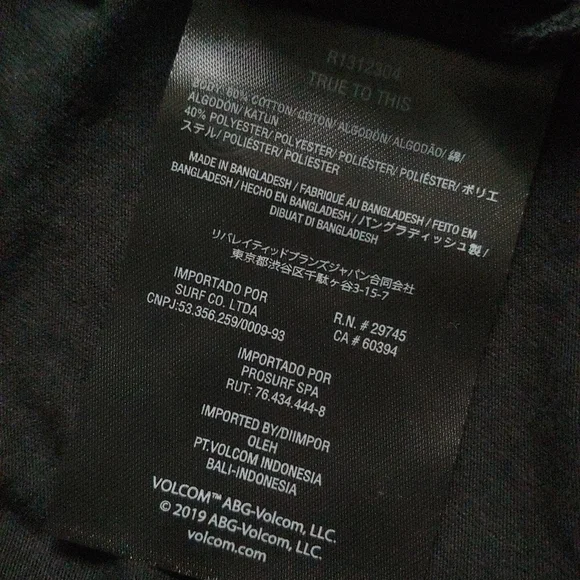 R1312304
TRUE TO THIS
BODY: 60% COTTON/ COTON/ ALGODÓN/ ALGODÃO/ 綿/
ALGODÓN/ KATUN
40% POLYESTER/ POLYESTER/ POLIÉSTER/ POLIÉSTER/ ポリエ
ステル/ POLIÉSTER/ POLIESTER
MADE IN BANGLADESH / FABRIQUÉ AU BANGLADESH / FEITO EM
BANGLADESH / HECHO EN BANGLADESH / バングラディッシュ製 /
DIBUAT DI BANGLADESH
リバレイティッドブランズジャパン合同会社
東京都渋谷区千駄ヶ谷3-15-7
IMPORTADO POR
SURF CO. LTDA
CNPJ:53.356.259/0009-93
R.N. # 29745
CA # 60394
IMPORTADO POR
PROSURF SPA
RUT: 76.434.444-8
IMPORTED BY/DIIMPOR
OLEH
PT.VOLCOM INDONESIA
BALI-INDONESIA
VOLCOM™ ABG-Volcom, LLC.
© 2019 ABG-Volcom, LLC.
volcom.com